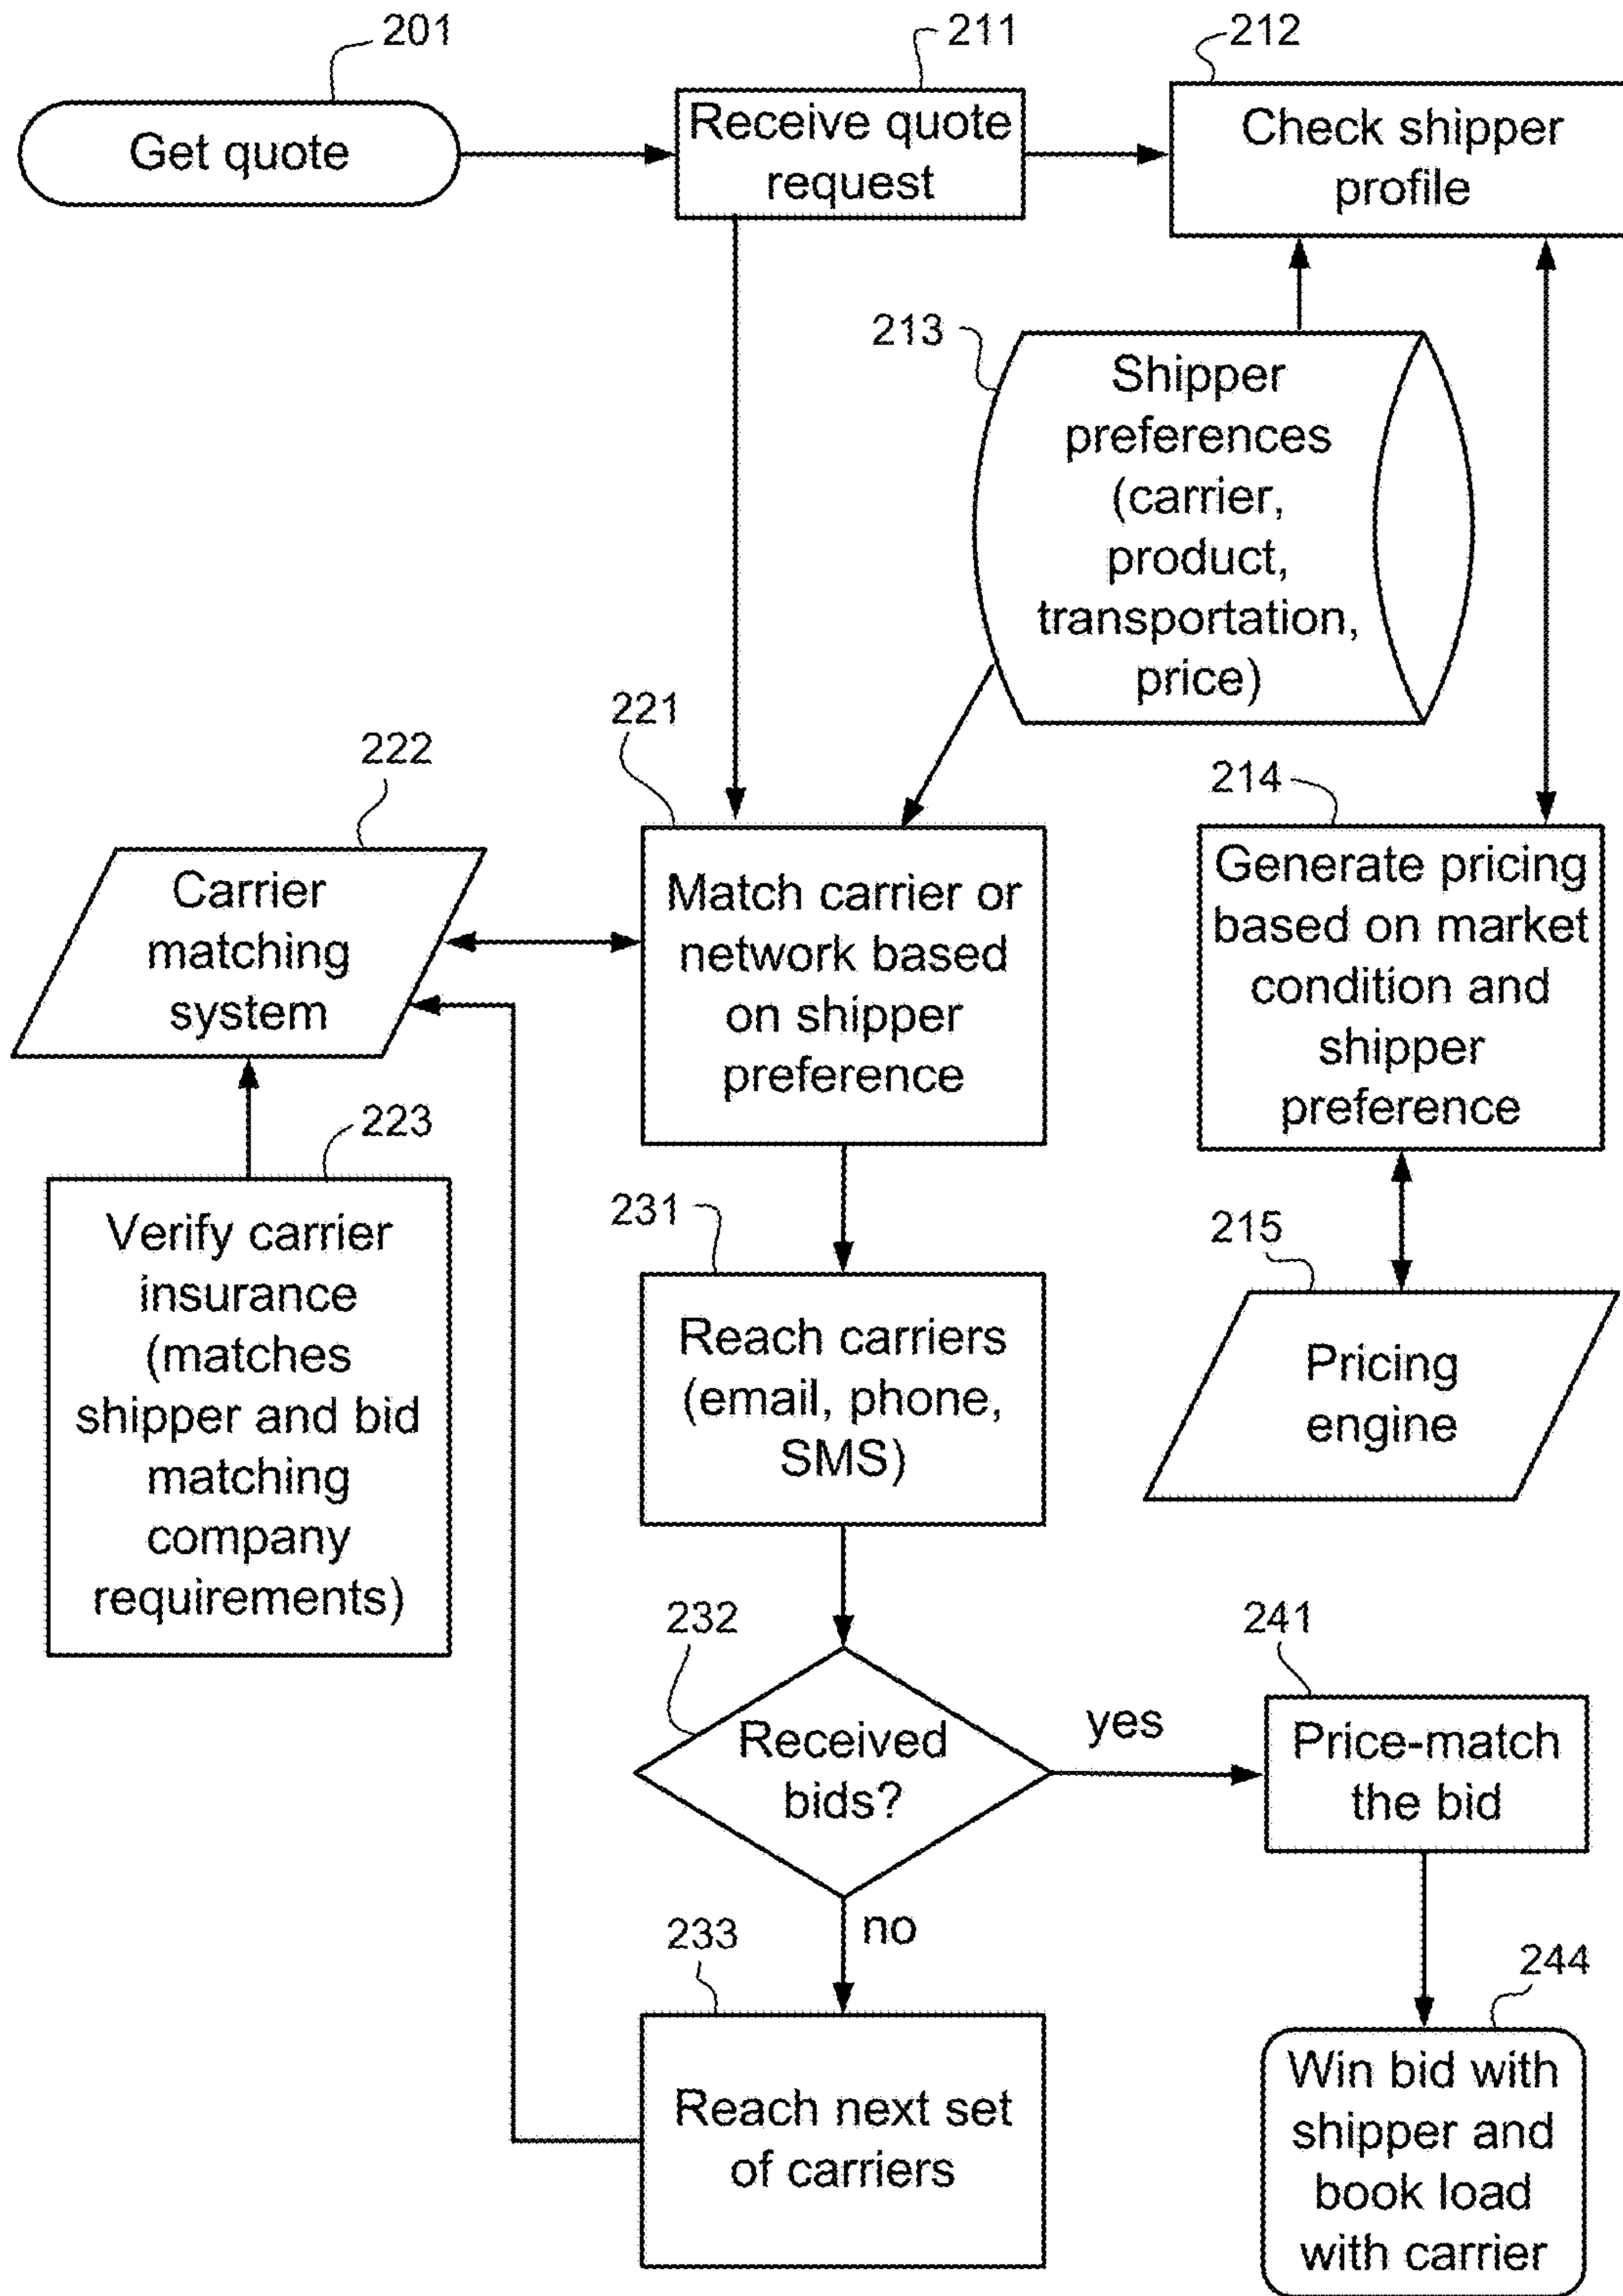 201
211
212
Get quote
Receive quote
request
Check shipper
profile
213
Shipper
preferences
(carrier,
product,
transportation,
price)
221
222
214
Carrier
matching
system
Match carrier or
network based
on shipper
preference
Generate pricing
based on market
condition and
shipper
preference
223
Verify carrier
insurance
(matches
shipper and bid
matching
company
requirements)
231
215
Reach carriers
(email, phone,
SMS)
Pricing
engine
232
241
Received
bids?
yes
Price-match
the bid
no
233
244
Reach next set
of carriers
Win bid with
shipper and
book load
with carrier